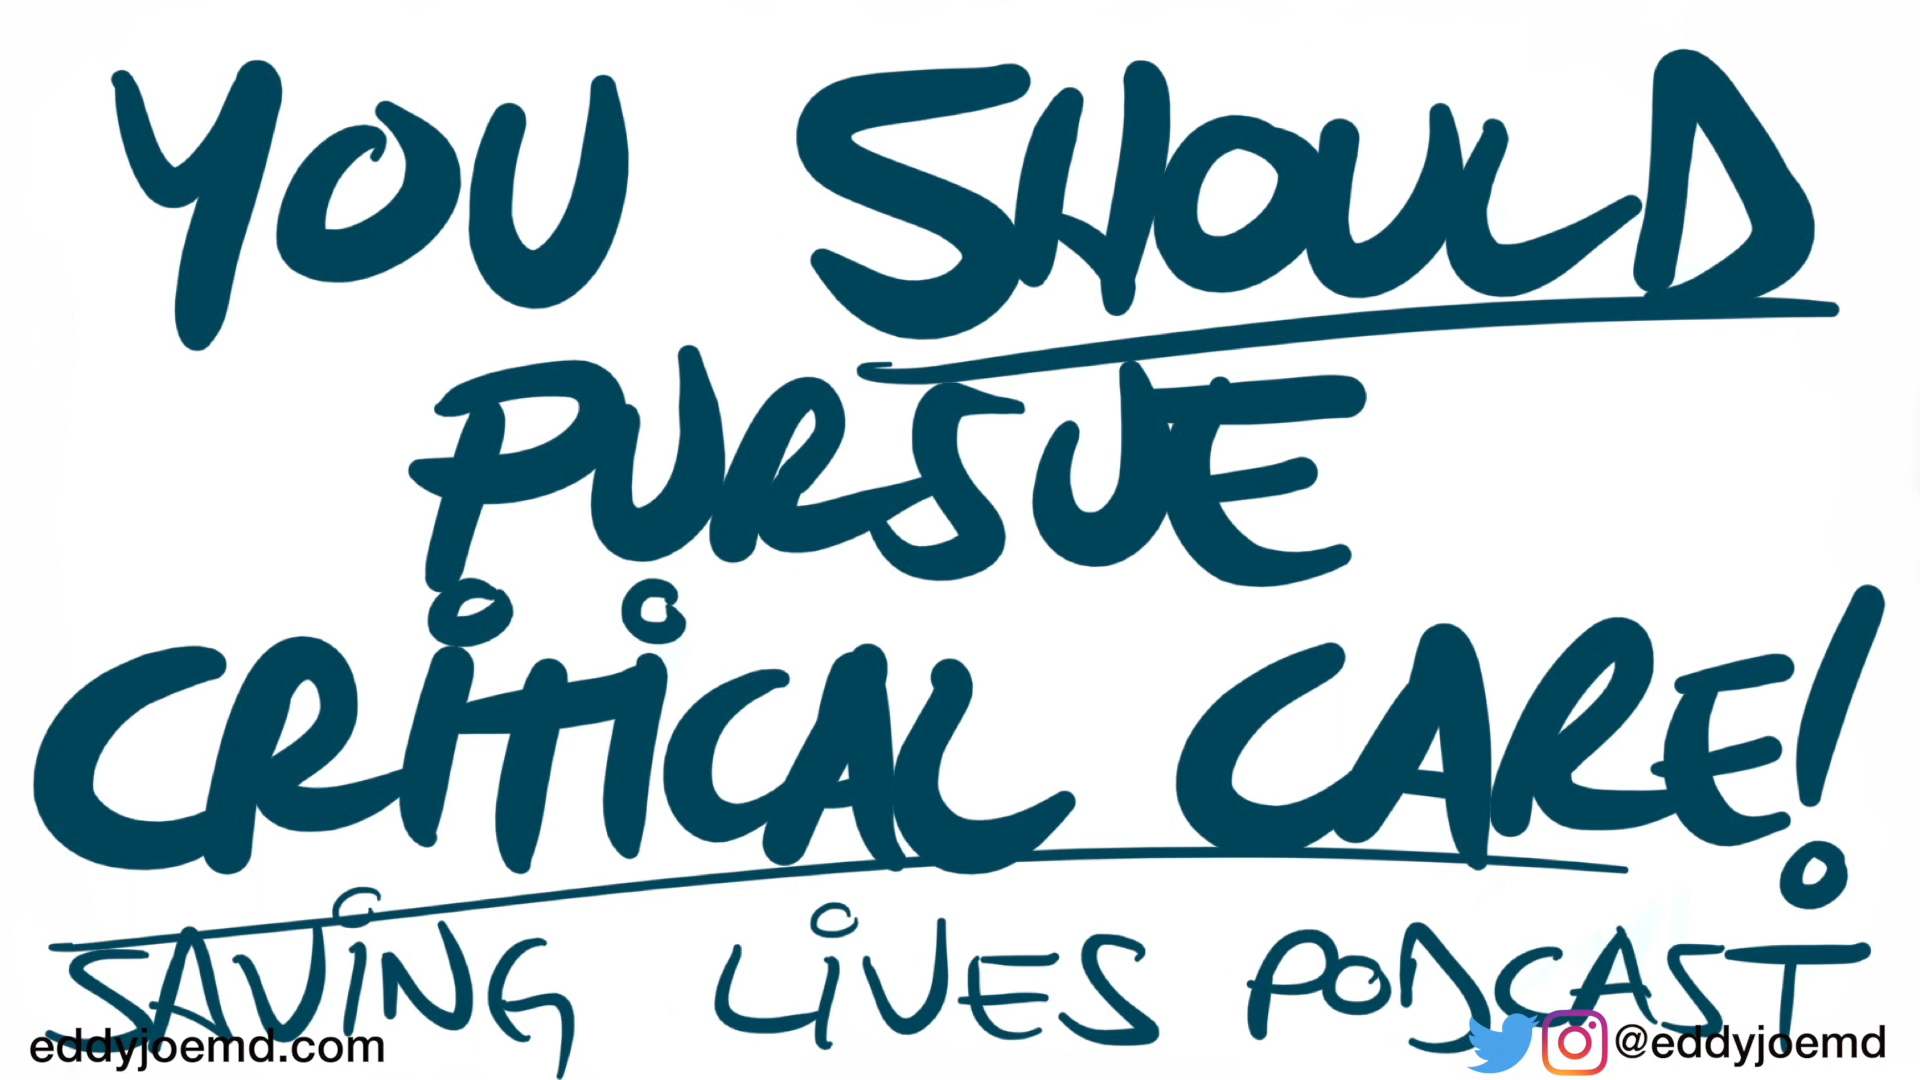 YOU SHOULD
PURSUE
CRiTiCAL CARE!
SAViNG LiVES PODCAST
eddyjoemd.com
@eddyjoemd